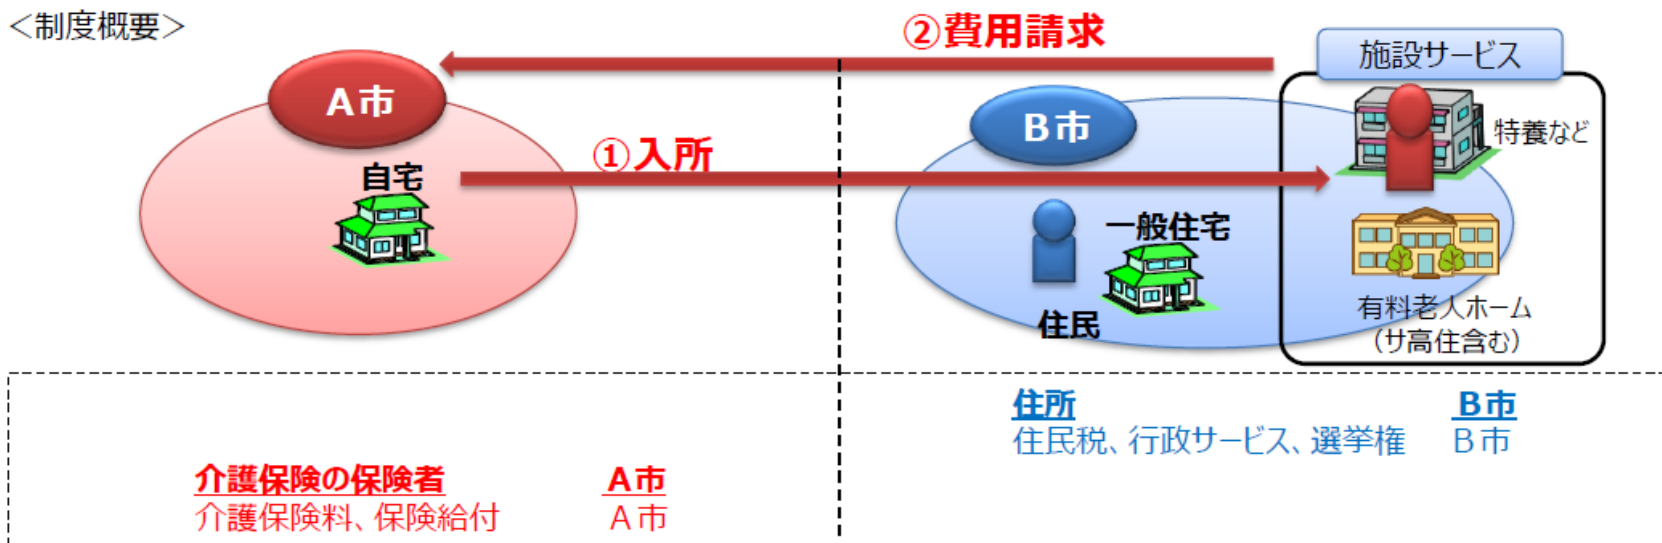 <制度概要>
②費用請求
施設サービス
A市
B市
特養など
①入所
自宅
一般住宅
住民
有料老人ホーム
(サ高住含む)
住所 B市
住民税、行政サービス、選挙権 B市
介護保険の保険者 A市
介護保険料、保険給付 A市